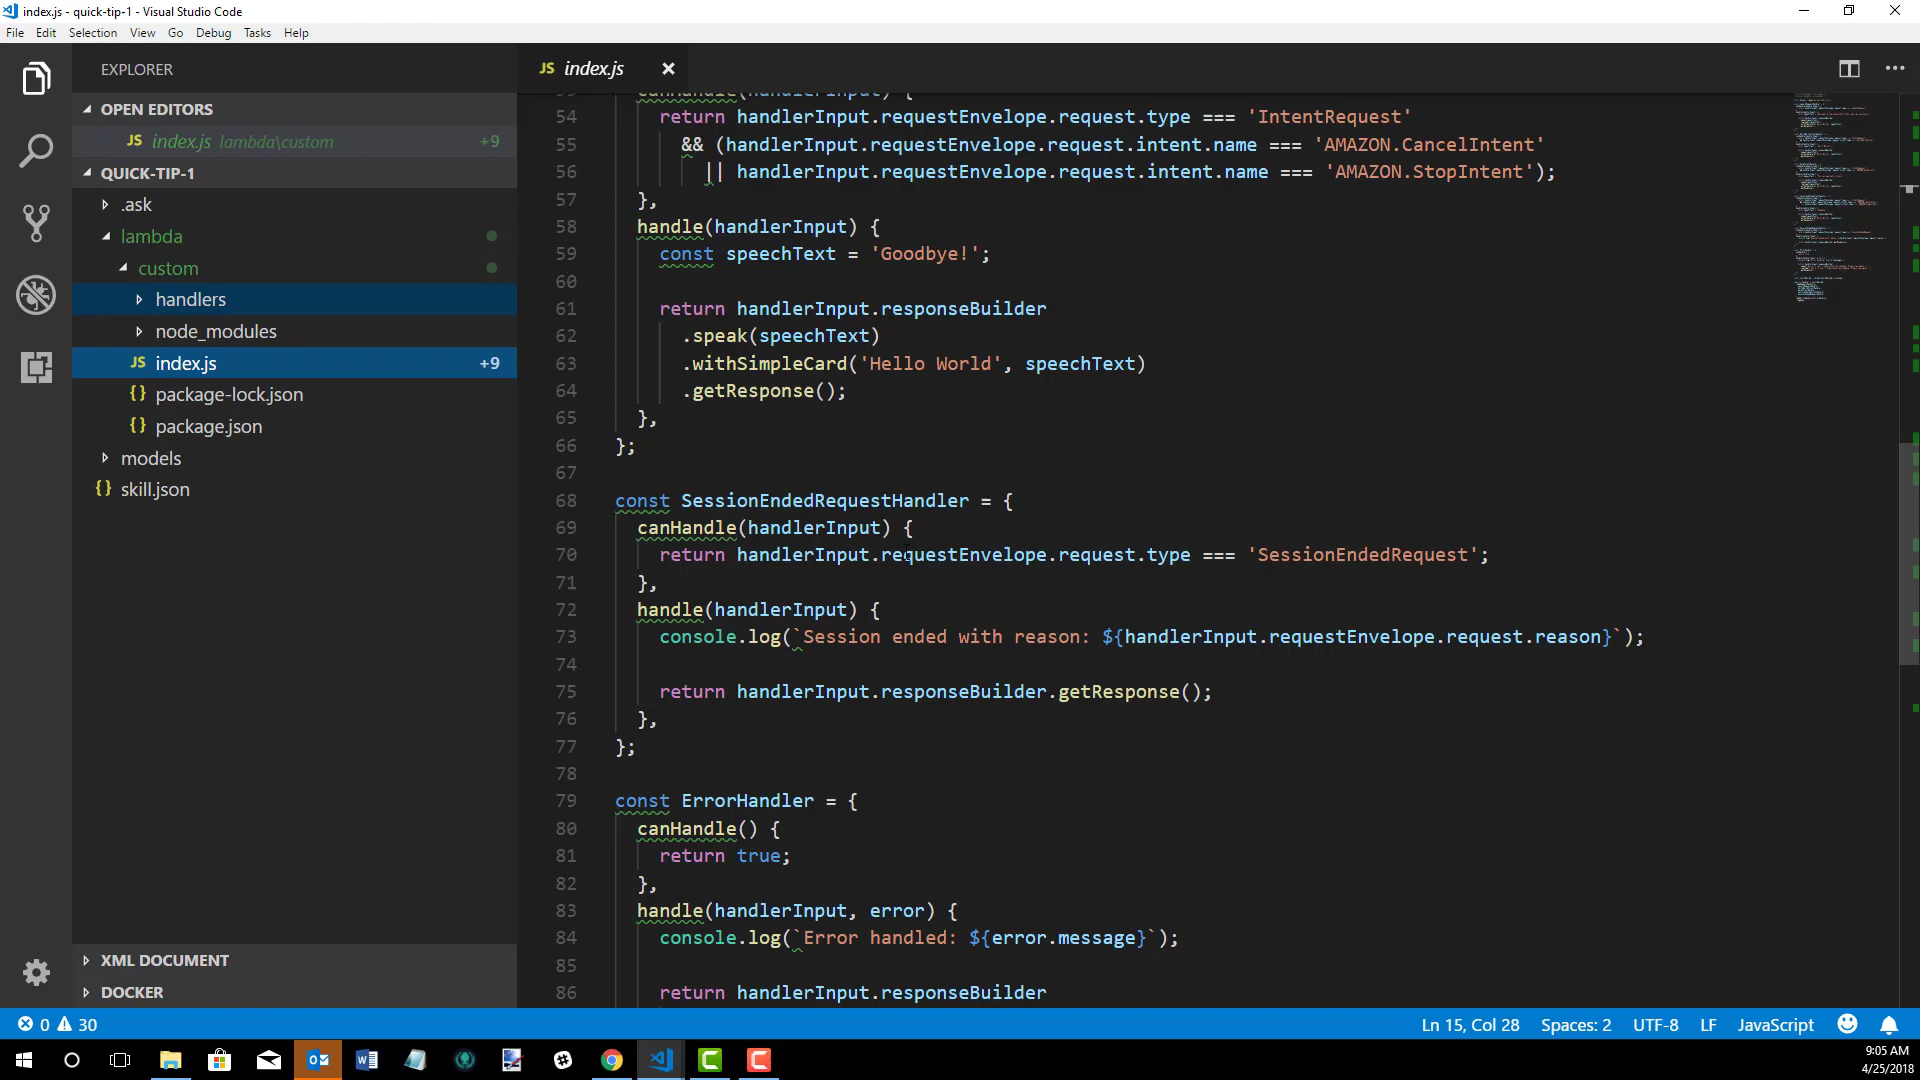 index.js - quick-tip-1 - Visual Studio Code
File Edit Selection View Go Debug Tasks Help
EXPLORER
JS index.js
OPEN EDITORS
JS index.js lambda\custom +9
QUICK-TIP-1
.ask
lambda
custom
handlers
node_modules
JS index.js +9
{} package-lock.json
{} package.json
models
{} skill.json
XML DOCUMENT
DOCKER
canHandle(handlerInput) {
54 return handlerInput.requestEnvelope.request.type === 'IntentRequest'
55 && (handlerInput.requestEnvelope.request.intent.name === 'AMAZON.CancelIntent'
56 || handlerInput.requestEnvelope.request.intent.name === 'AMAZON.StopIntent');
57 },
58 handle(handlerInput) {
59 const speechText = 'Goodbye!';
60
61 return handlerInput.responseBuilder
62 .speak(speechText)
63 .withSimpleCard('Hello World', speechText)
64 .getResponse();
65 },
66 };
67
68 const SessionEndedRequestHandler = {
69 canHandle(handlerInput) {
70 return handlerInput.requestEnvelope.request.type === 'SessionEndedRequest';
71 },
72 handle(handlerInput) {
73 console.log(`Session ended with reason: ${handlerInput.requestEnvelope.request.reason}`);
74
75 return handlerInput.responseBuilder.getResponse();
76 },
77 };
78
79 const ErrorHandler = {
80 canHandle() {
81 return true;
82 },
83 handle(handlerInput, error) {
84 console.log(`Error handled: ${error.message}`);
85
86 return handlerInput.responseBuilder
0 30
Ln 15, Col 28 Spaces: 2 UTF-8 LF JavaScript
9:05 AM
4/25/2018